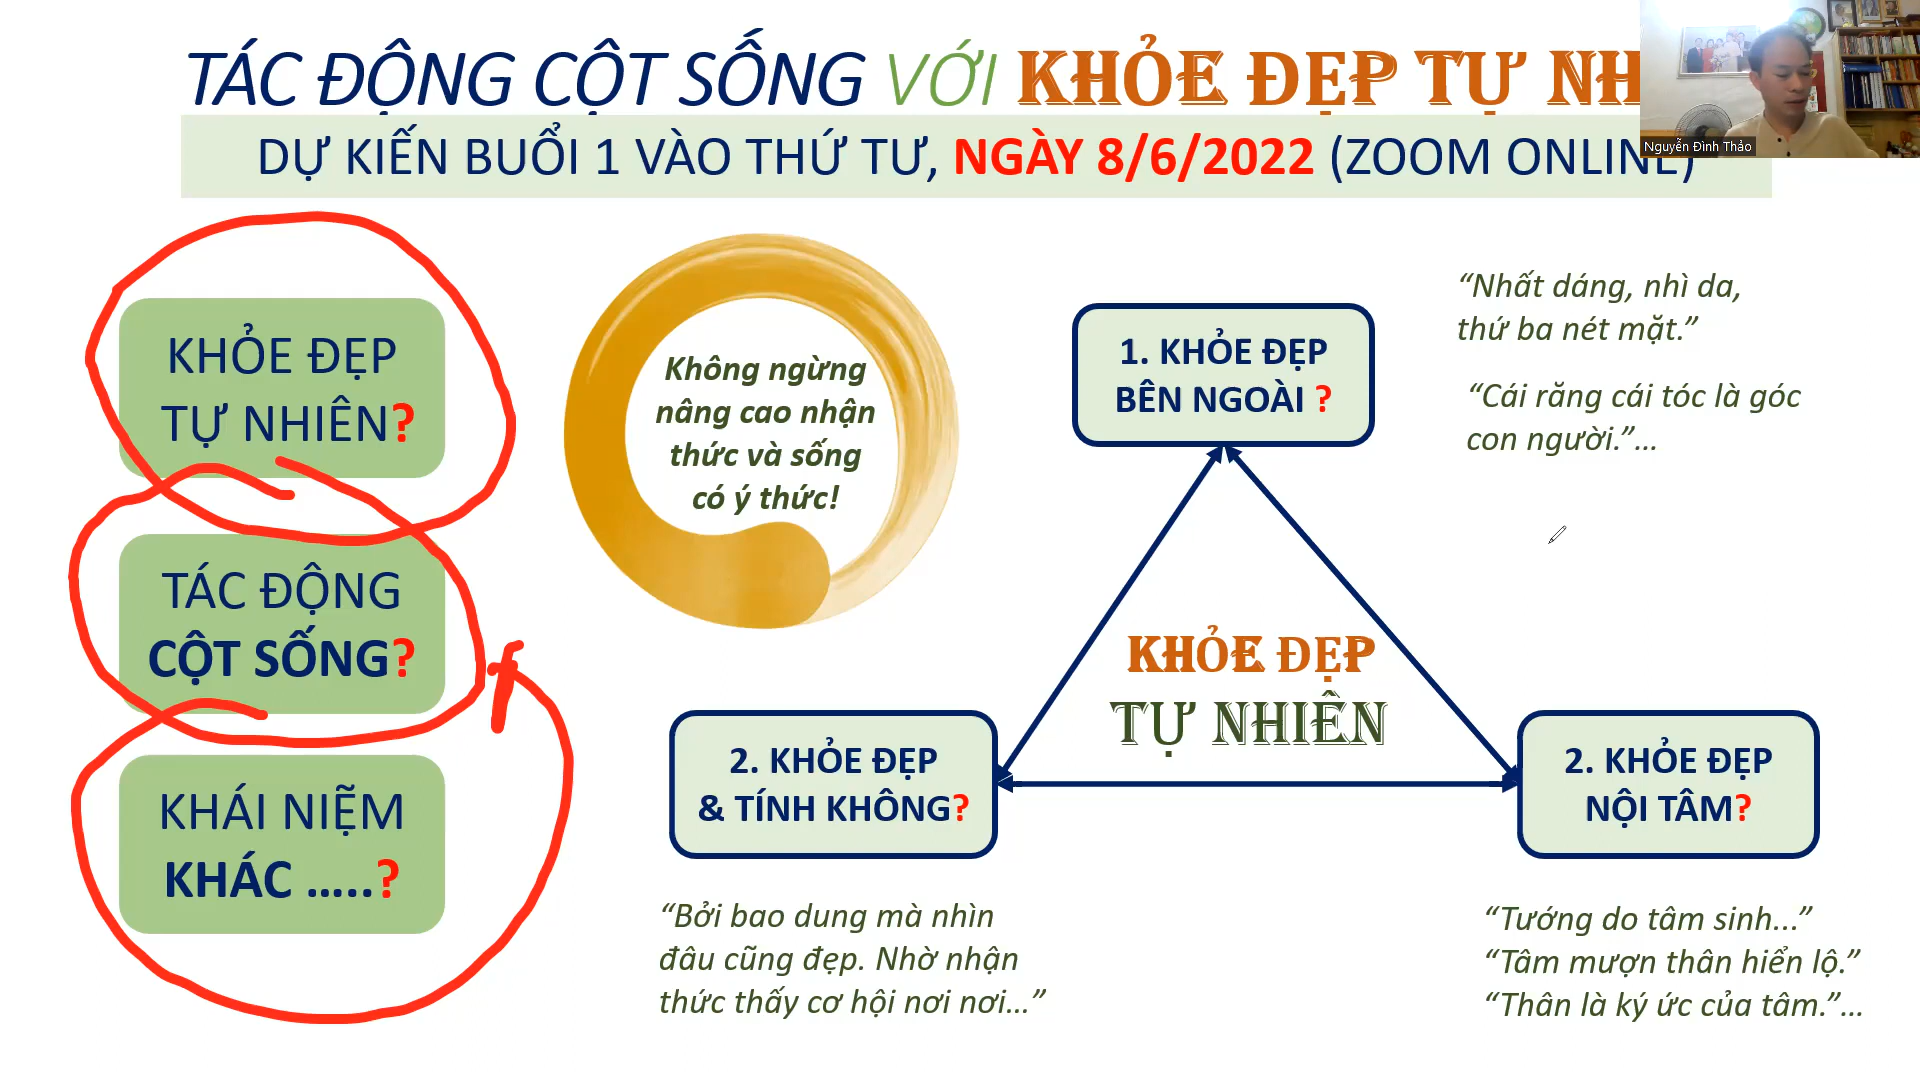 TÁC ĐỘNG CỘT SỐNG VỚI KHỎE ĐẸP TỰ NH
DỰ KIẾN BUỔI 1 VÀO THỨ TƯ, NGÀY 8/6/2022 (ZOOM ONLINE)
Nguyễn Đình Thảo
KHỎE ĐẸP
TỰ NHIÊN?
TÁC ĐỘNG
CỘT SỐNG?
KHÁI NIỆM
KHÁC .....?
Không ngừng
nâng cao nhận
thức và sống
có ý thức!
1. KHỎE ĐẸP
BÊN NGOÀI ?
“Nhất dáng, nhì da,
thứ ba nét mặt.”
“Cái răng cái tóc là góc
con người.”...
KHỎE ĐẸP
TỰ NHIÊN
2. KHỎE ĐẸP
& TÍNH KHÔNG?
2. KHỎE ĐẸP
NỘI TÂM?
“Bởi bao dung mà nhìn
đâu cũng đẹp. Nhờ nhận
thức thấy cơ hội nơi nơi...”
“Tướng do tâm sinh...”
“Tâm mượn thân hiển lộ.”
“Thân là ký ức của tâm.”...